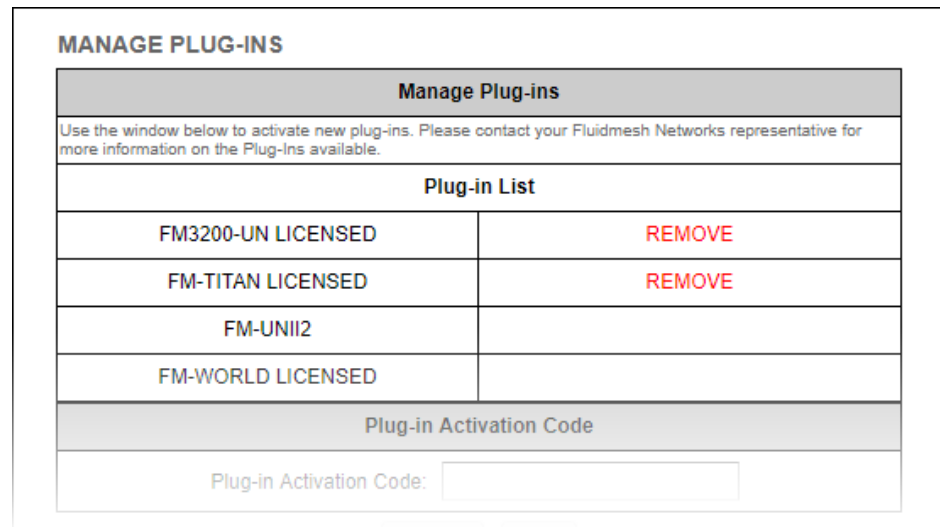 MANAGE PLUG-INS
Manage Plug-ins
Use the window below to activate new plug-ins. Please contact your Fluidmesh Networks representative for
more information on the Plug-Ins available.
Plug-in List
FM3200-UN LICENSED REMOVE
FM-TITAN LICENSED REMOVE
FM-UNII2
FM-WORLD LICENSED
Plug-in Activation Code
Plug-in Activation Code: